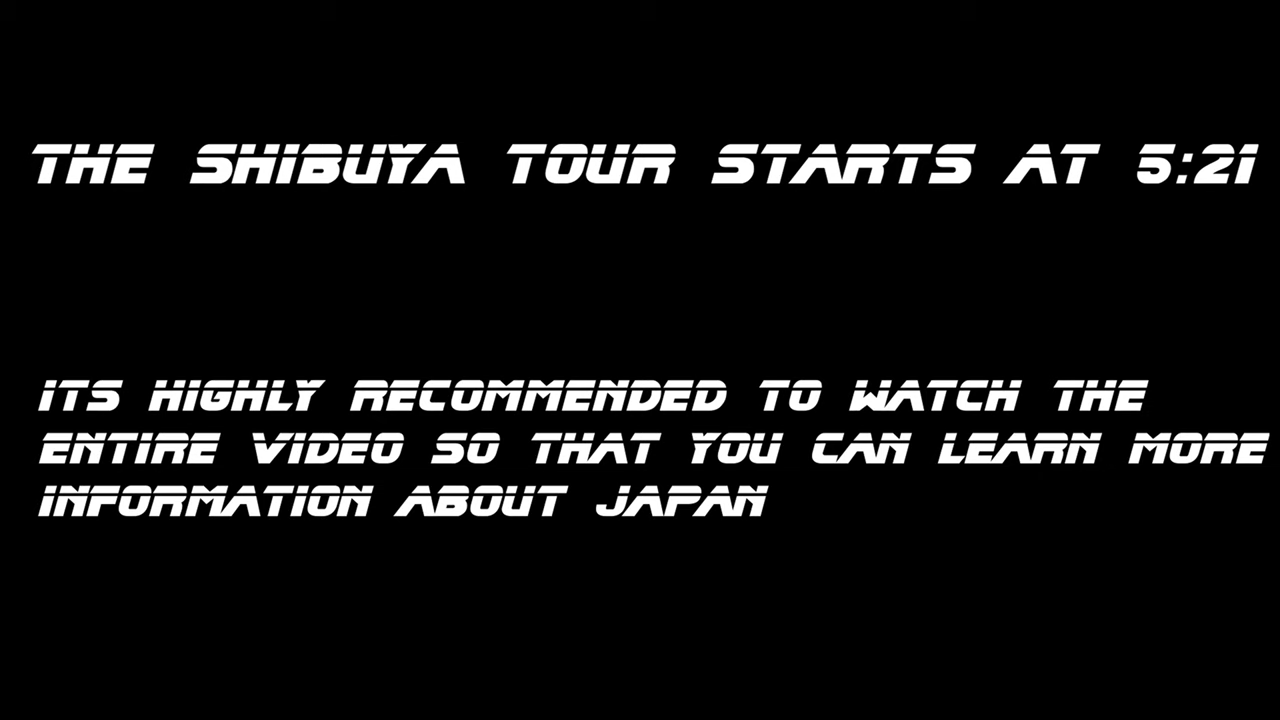 THE SHIBUYA TOUR STARTS AT 5:21
ITS HIGHLY RECOMMENDED TO WATCH THE
ENTIRE VIDEO SO THAT YOU CAN LEARN MORE
INFORMATION ABOUT JAPAN